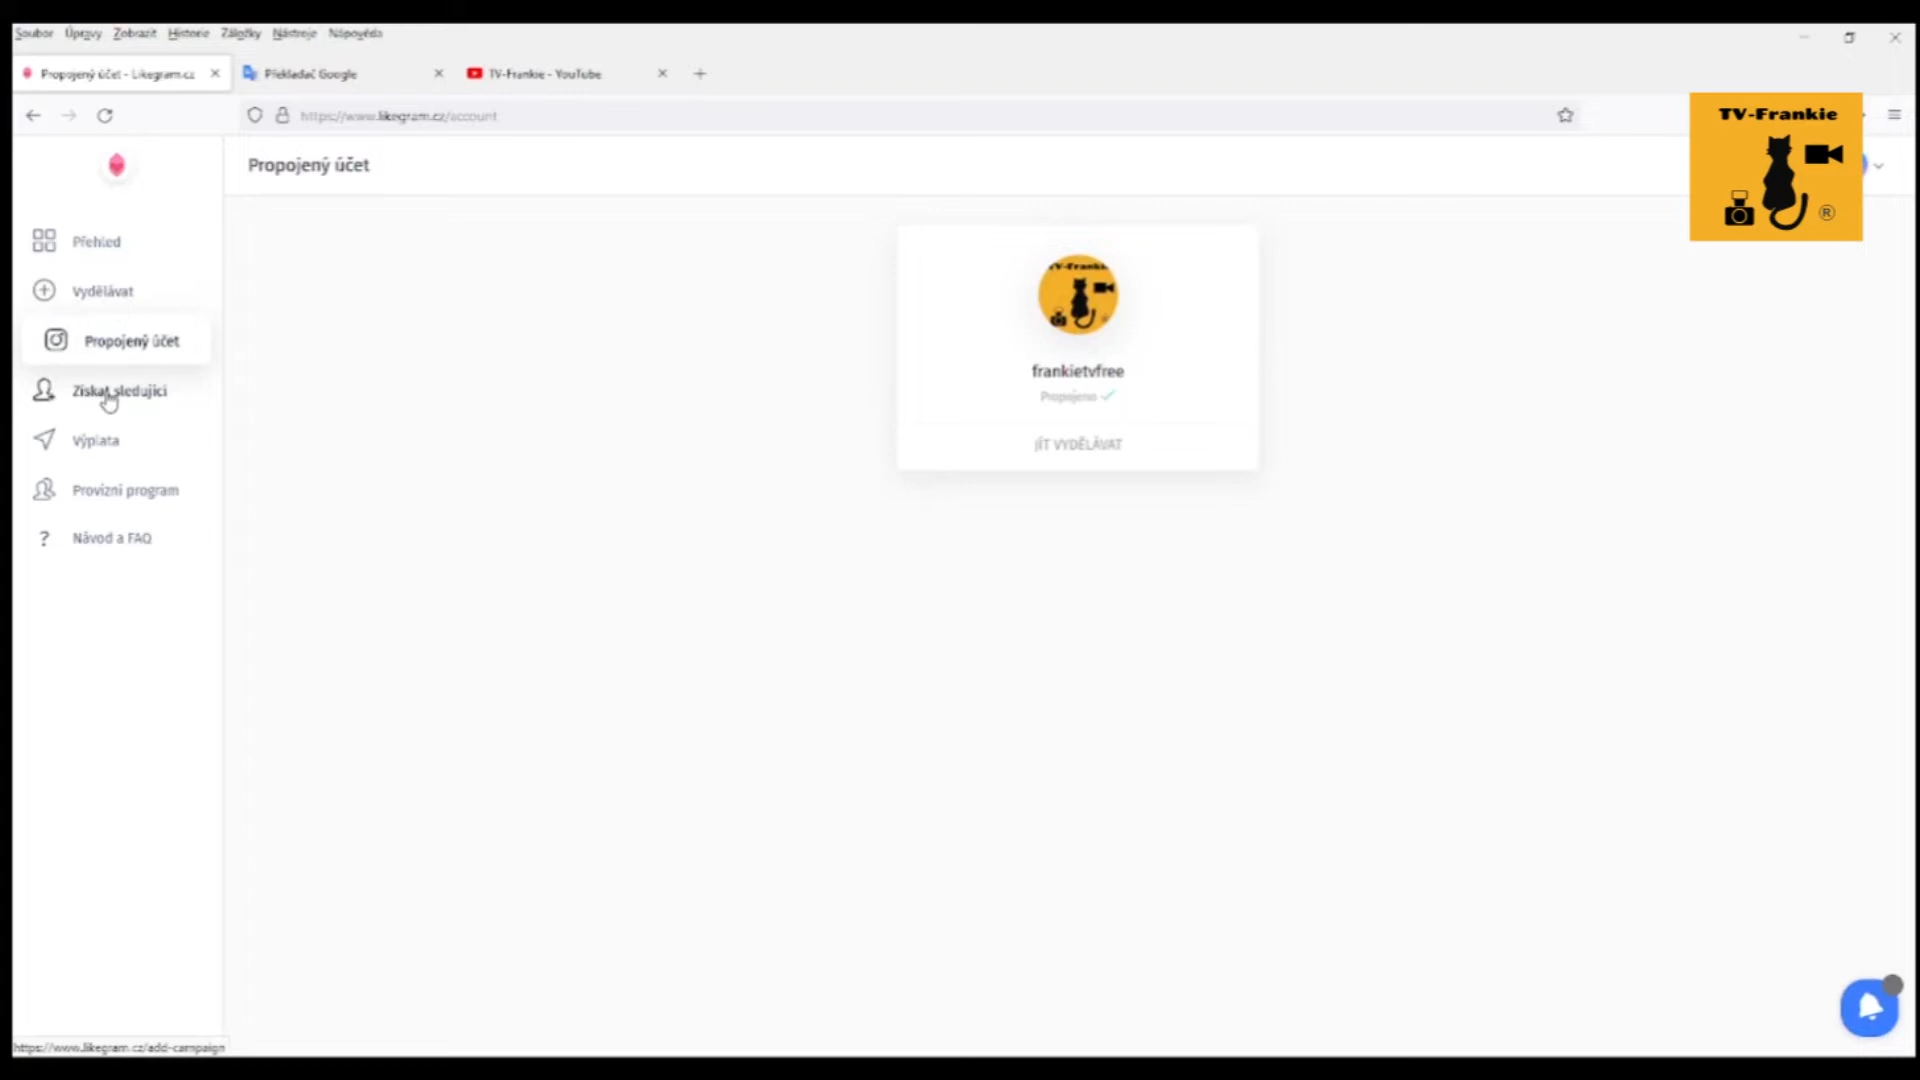 Soubor Úpravy Zobrazit Historie Záložky Nástroje Nápověda
Propojený účet - Likegram.cz
Překladač Google
TV-Frankie - YouTube
https://www.likegram.cz/account
TV-Frankie
®
Propojený účet
Přehled
Vydělávat
Propojený účet
Získat sledující
Výplata
Provizní program
? Návod a FAQ
TV-Frankie
frankietvfree
Propojeno ✓
JÍT VYDĚLÁVAT
https://www.likegram.cz/add-campaign